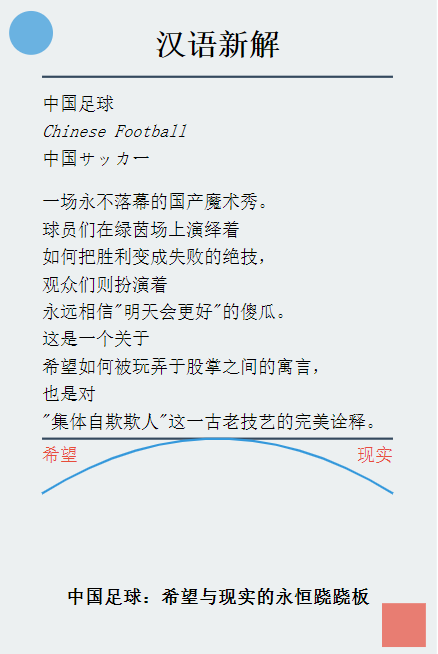 汉语新解
中国足球
Chinese Football
中国サッカー
一场永不落幕的国产魔术秀。
球员们在绿茵场上演绎着
如何把胜利变成失败的绝技，
观众们则扮演着
永远相信"明天会更好"的傻瓜。
这是一个关于
希望如何被玩弄于股掌之间的寓言，
也是对
"集体自欺欺人"这一古老技艺的完美诠释。
希望
现实
中国足球：希望与现实的永恒跷跷板